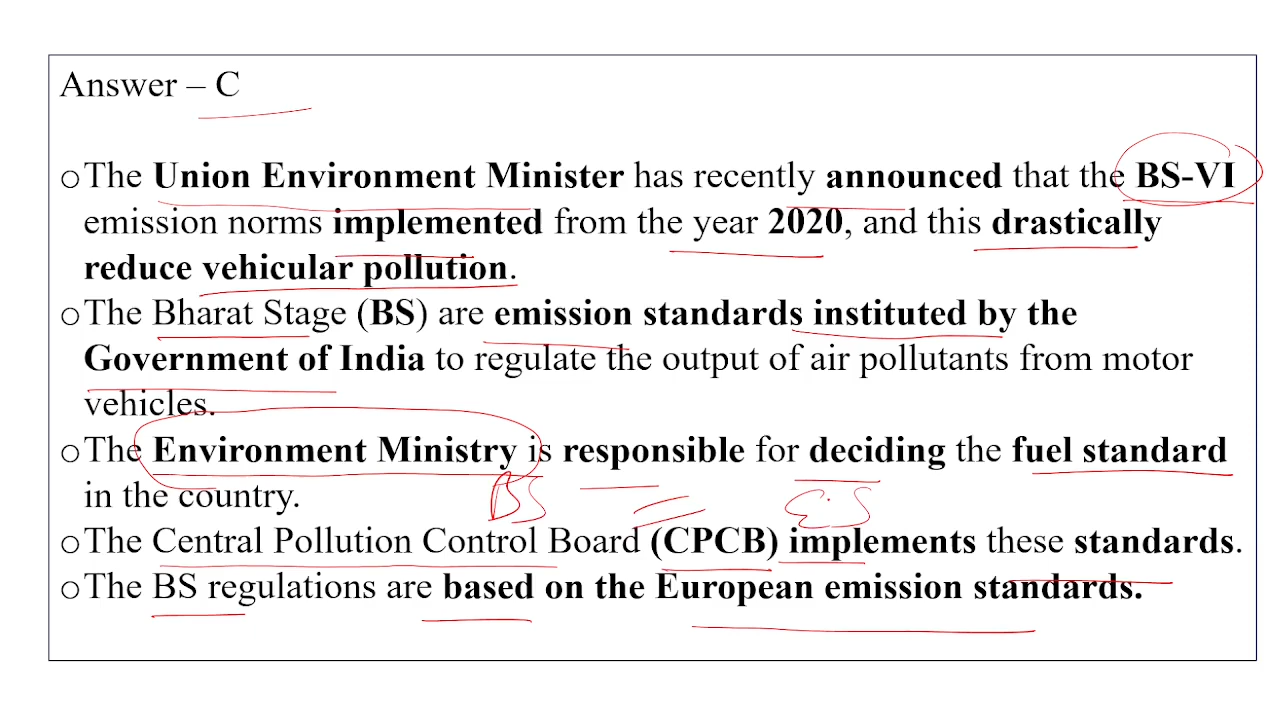 Answer – C
oThe Union Environment Minister has recently announced that the BS-VI
emission norms implemented from the year 2020, and this drastically
reduce vehicular pollution.
oThe Bharat Stage (BS) are emission standards instituted by the
Government of India to regulate the output of air pollutants from motor
vehicles.
oThe Environment Ministry is responsible for deciding the fuel standard
in the country.
BS = ES
oThe Central Pollution Control Board (CPCB) implements these standards.
oThe BS regulations are based on the European emission standards.